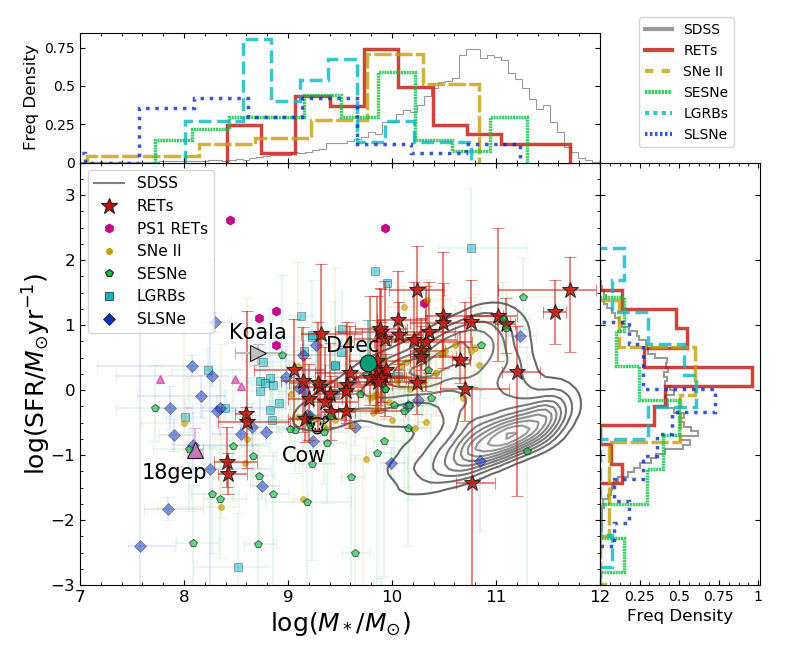 Freq Density
0.75
0.5
0.25
0
SDSS
RETs
SNe II
SESNe
LGRBs
SLSNe
log(SFR/M⊙yr⁻¹)
3
2
1
0
−1
−2
−3
SDSS
RETs
PS1 RETs
SNe II
SESNe
LGRBs
SLSNe
Koala
D4ec
Cow
18gep
7
8
9
10
11
12
log(M*/M⊙)
0.25
0.5
0.75
1
Freq Density